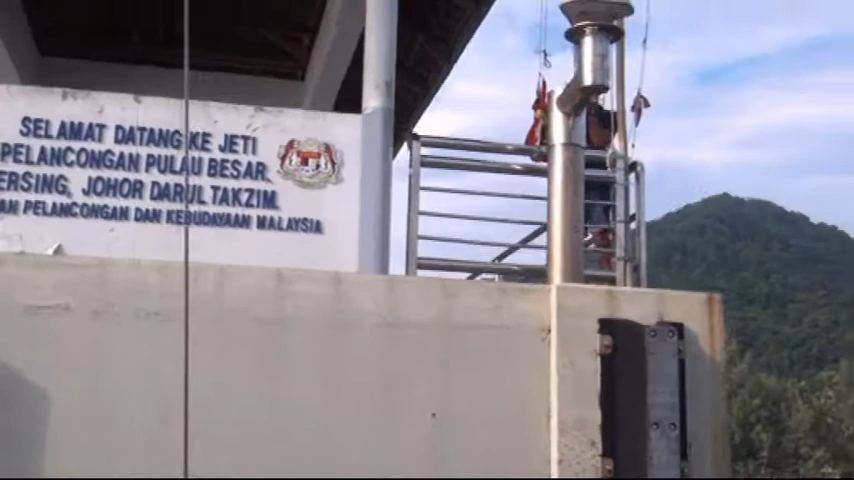 SELAMAT DATANG KE JETI
PELANCONGAN PULAU BESAR
ERSING JOHOR DARUL TAKZIM
AN PELANCONGAN DAN KEBUDAYAAN MALAYSIA